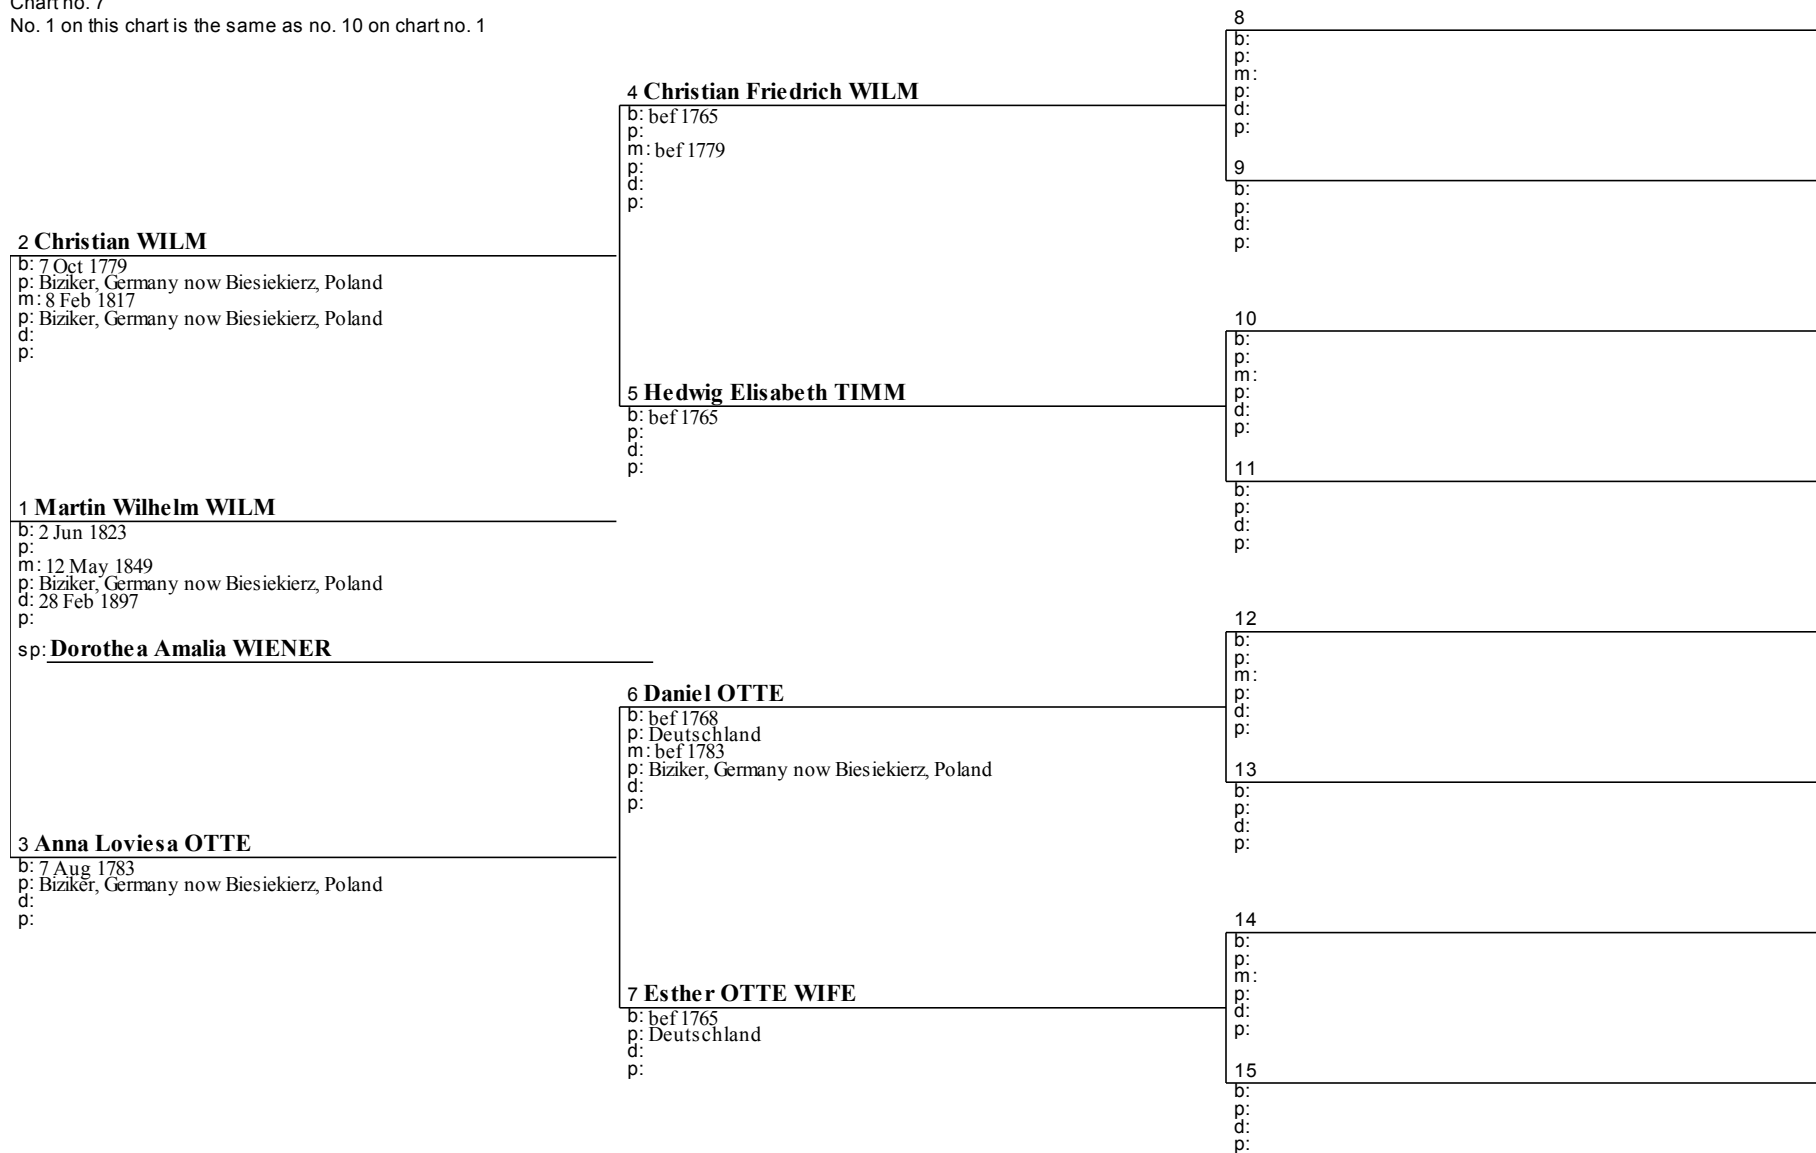 Chart no. 7
No. 1 on this chart is the same as no. 10 on chart no. 1
8
b:
p:
m:
p:
d:
p:
4 Christian Friedrich WILM
b: bef 1765
p:
m: bef 1779
p:
d:
p:
9
b:
p:
d:
p:
2 Christian WILM
b: 7 Oct 1779
p: Biziker, Germany now Biesiekierz, Poland
m: 8 Feb 1817
p: Biziker, Germany now Biesiekierz, Poland
d:
p:
10
b:
p:
m:
p:
d:
p:
5 Hedwig Elisabeth TIMM
b: bef 1765
p:
d:
p:
11
b:
p:
d:
p:
1 Martin Wilhelm WILM
b: 2 Jun 1823
p:
m: 12 May 1849
p: Biziker, Germany now Biesiekierz, Poland
d: 28 Feb 1897
p:
sp: Dorothea Amalia WIENER
12
b:
p:
m:
p:
d:
p:
6 Daniel OTTE
b: bef 1768
p: Deutschland
m: bef 1783
p: Biziker, Germany now Biesiekierz, Poland
d:
p:
13
b:
p:
d:
p:
3 Anna Loviesa OTTE
b: 7 Aug 1783
p: Biziker, Germany now Biesiekierz, Poland
d:
p:
14
b:
p:
m:
p:
d:
p:
7 Esther OTTE WIFE
b: bef 1765
p: Deutschland
d:
p:
15
b:
p:
d:
p: